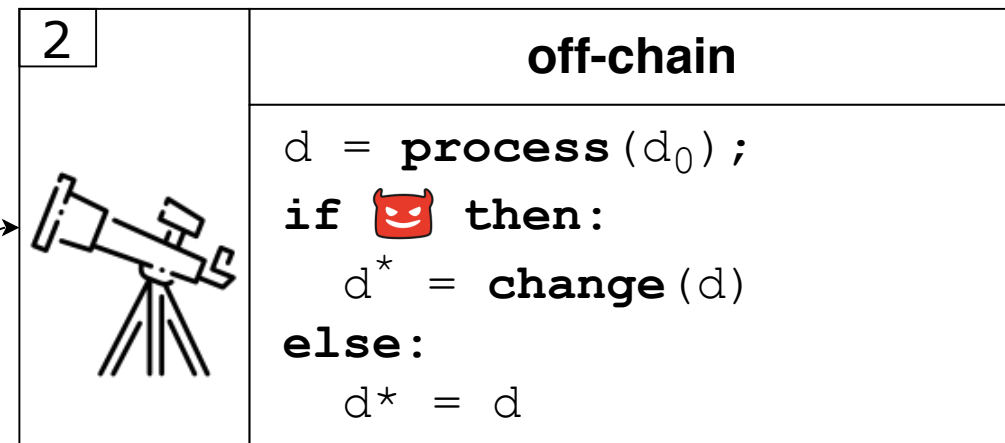 2
off-chain
d = process(d₀);
if 😈 then:
d* = change(d)
else:
d* = d